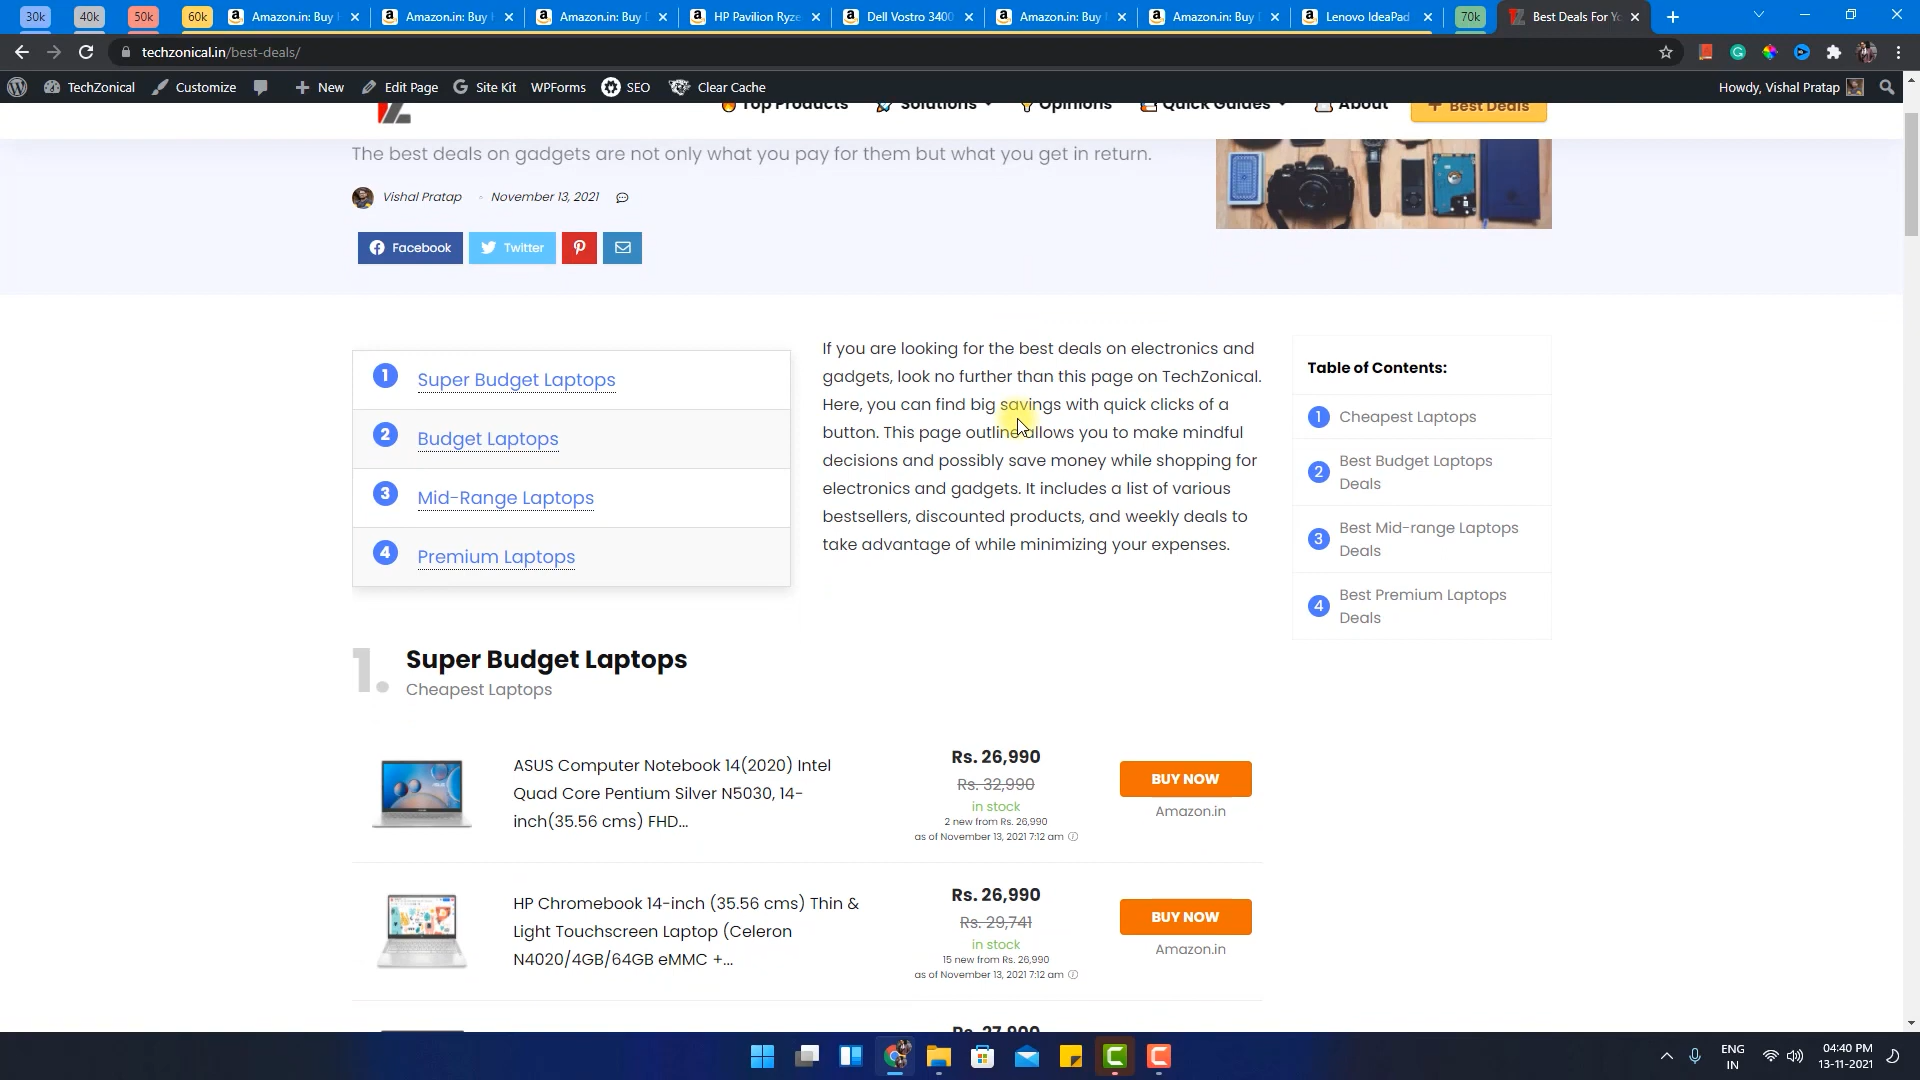 30k
40k
50k
60k
Amazon.in: Buy
Amazon.in: Buy
Amazon.in: Buy
HP Pavilion Ryze
Dell Vostro 3400
Amazon.in: Buy
Amazon.in: Buy
Lenovo IdeaPad
70k
Best Deals For Yo
techzonical.in/best-deals/
TechZonical
Customize
New
Edit Page
Site Kit
WPForms
SEO
Clear Cache
Howdy, Vishal Pratap
Top Products
Solutions
Opinions
Quick Guides
About
+ Best Deals
The best deals on gadgets are not only what you pay for them but what you get in return.
Vishal Pratap
November 13, 2021
Facebook
Twitter
1 Super Budget Laptops
2 Budget Laptops
3 Mid-Range Laptops
4 Premium Laptops
If you are looking for the best deals on electronics and
gadgets, look no further than this page on TechZonical.
Here, you can find big savings with quick clicks of a
button. This page outline allows you to make mindful
decisions and possibly save money while shopping for
electronics and gadgets. It includes a list of various
bestsellers, discounted products, and weekly deals to
take advantage of while minimizing your expenses.
Table of Contents:
1 Cheapest Laptops
2 Best Budget Laptops
Deals
3 Best Mid-range Laptops
Deals
4 Best Premium Laptops
Deals
1. Super Budget Laptops
Cheapest Laptops
ASUS Computer Notebook 14(2020) Intel
Quad Core Pentium Silver N5030, 14-
inch(35.56 cms) FHD...
Rs. 26,990
Rs. 32,990
in stock
2 new from Rs. 26,990
as of November 13, 2021 7:12 am
BUY NOW
Amazon.in
HP Chromebook 14-inch (35.56 cms) Thin &
Light Touchscreen Laptop (Celeron
N4020/4GB/64GB eMMC +...
Rs. 26,990
Rs. 29,741
in stock
15 new from Rs. 26,990
as of November 13, 2021 7:12 am
BUY NOW
Amazon.in
Rs. 27,900
ENG
IN
04:40 PM
13-11-2021